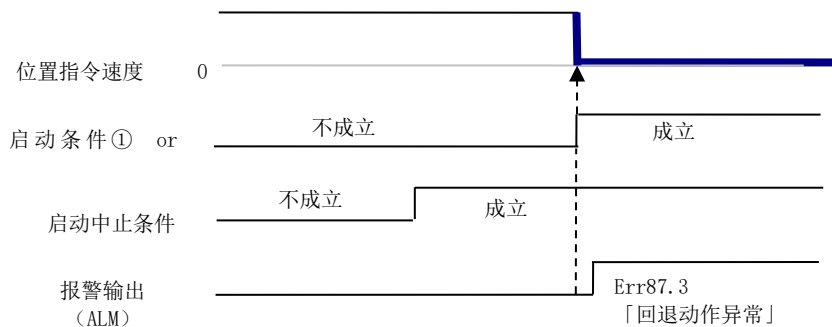 位置指令速度 0
启动条件① or
不成立 成立
启动中止条件
不成立 成立
报警输出
（ALM）
Err87.3
「回退动作异常」